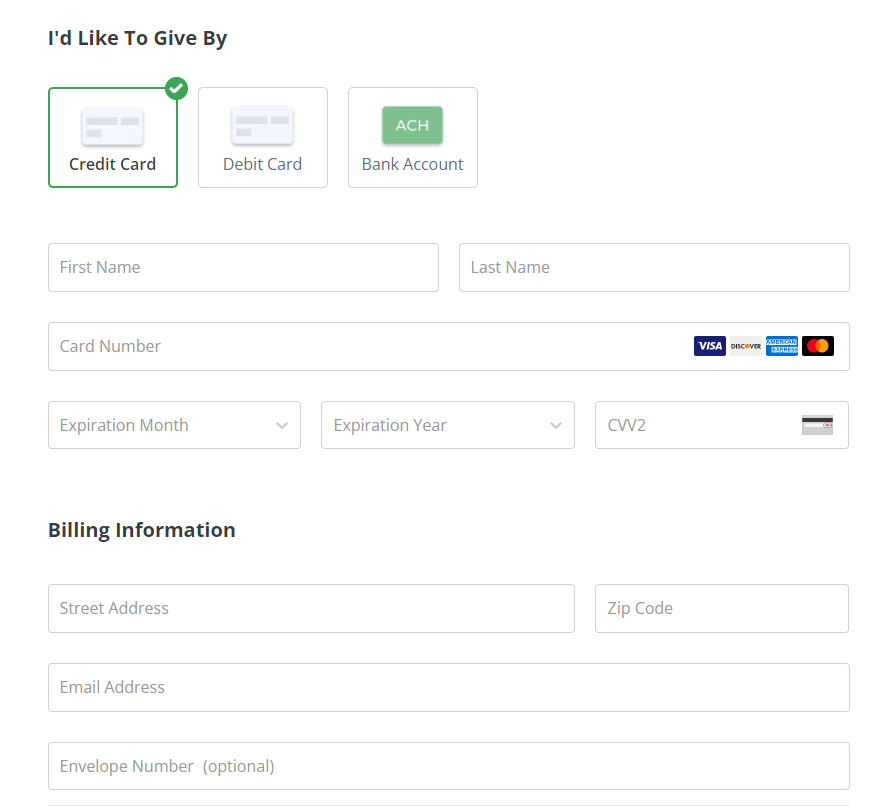 I'd Like To Give By
ACH
Credit Card
Debit Card
Bank Account
First Name
Last Name
Card Number
VISA
DISCOVER
AMERICAN
EXPRESS
Expiration Month
Expiration Year
CVV2
Billing Information
Street Address
Zip Code
Email Address
Envelope Number (optional)